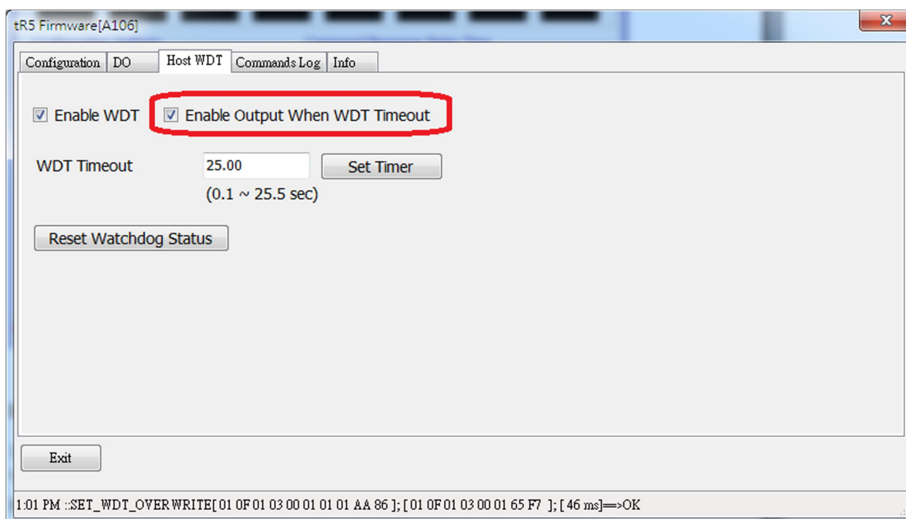 tR5 Firmware[A106]
Configuration DO Host WDT Commands Log Info
Enable WDT Enable Output When WDT Timeout
WDT Timeout 25.00 Set Timer
(0.1 ~ 25.5 sec)
Reset Watchdog Status
Exit
1:01 PM ::SET_WDT_OVERWRITE[ 01 0F 01 03 00 01 01 01 AA 86 ]; [ 01 0F 01 03 00 01 65 F7 ]; [ 46 ms]==>OK